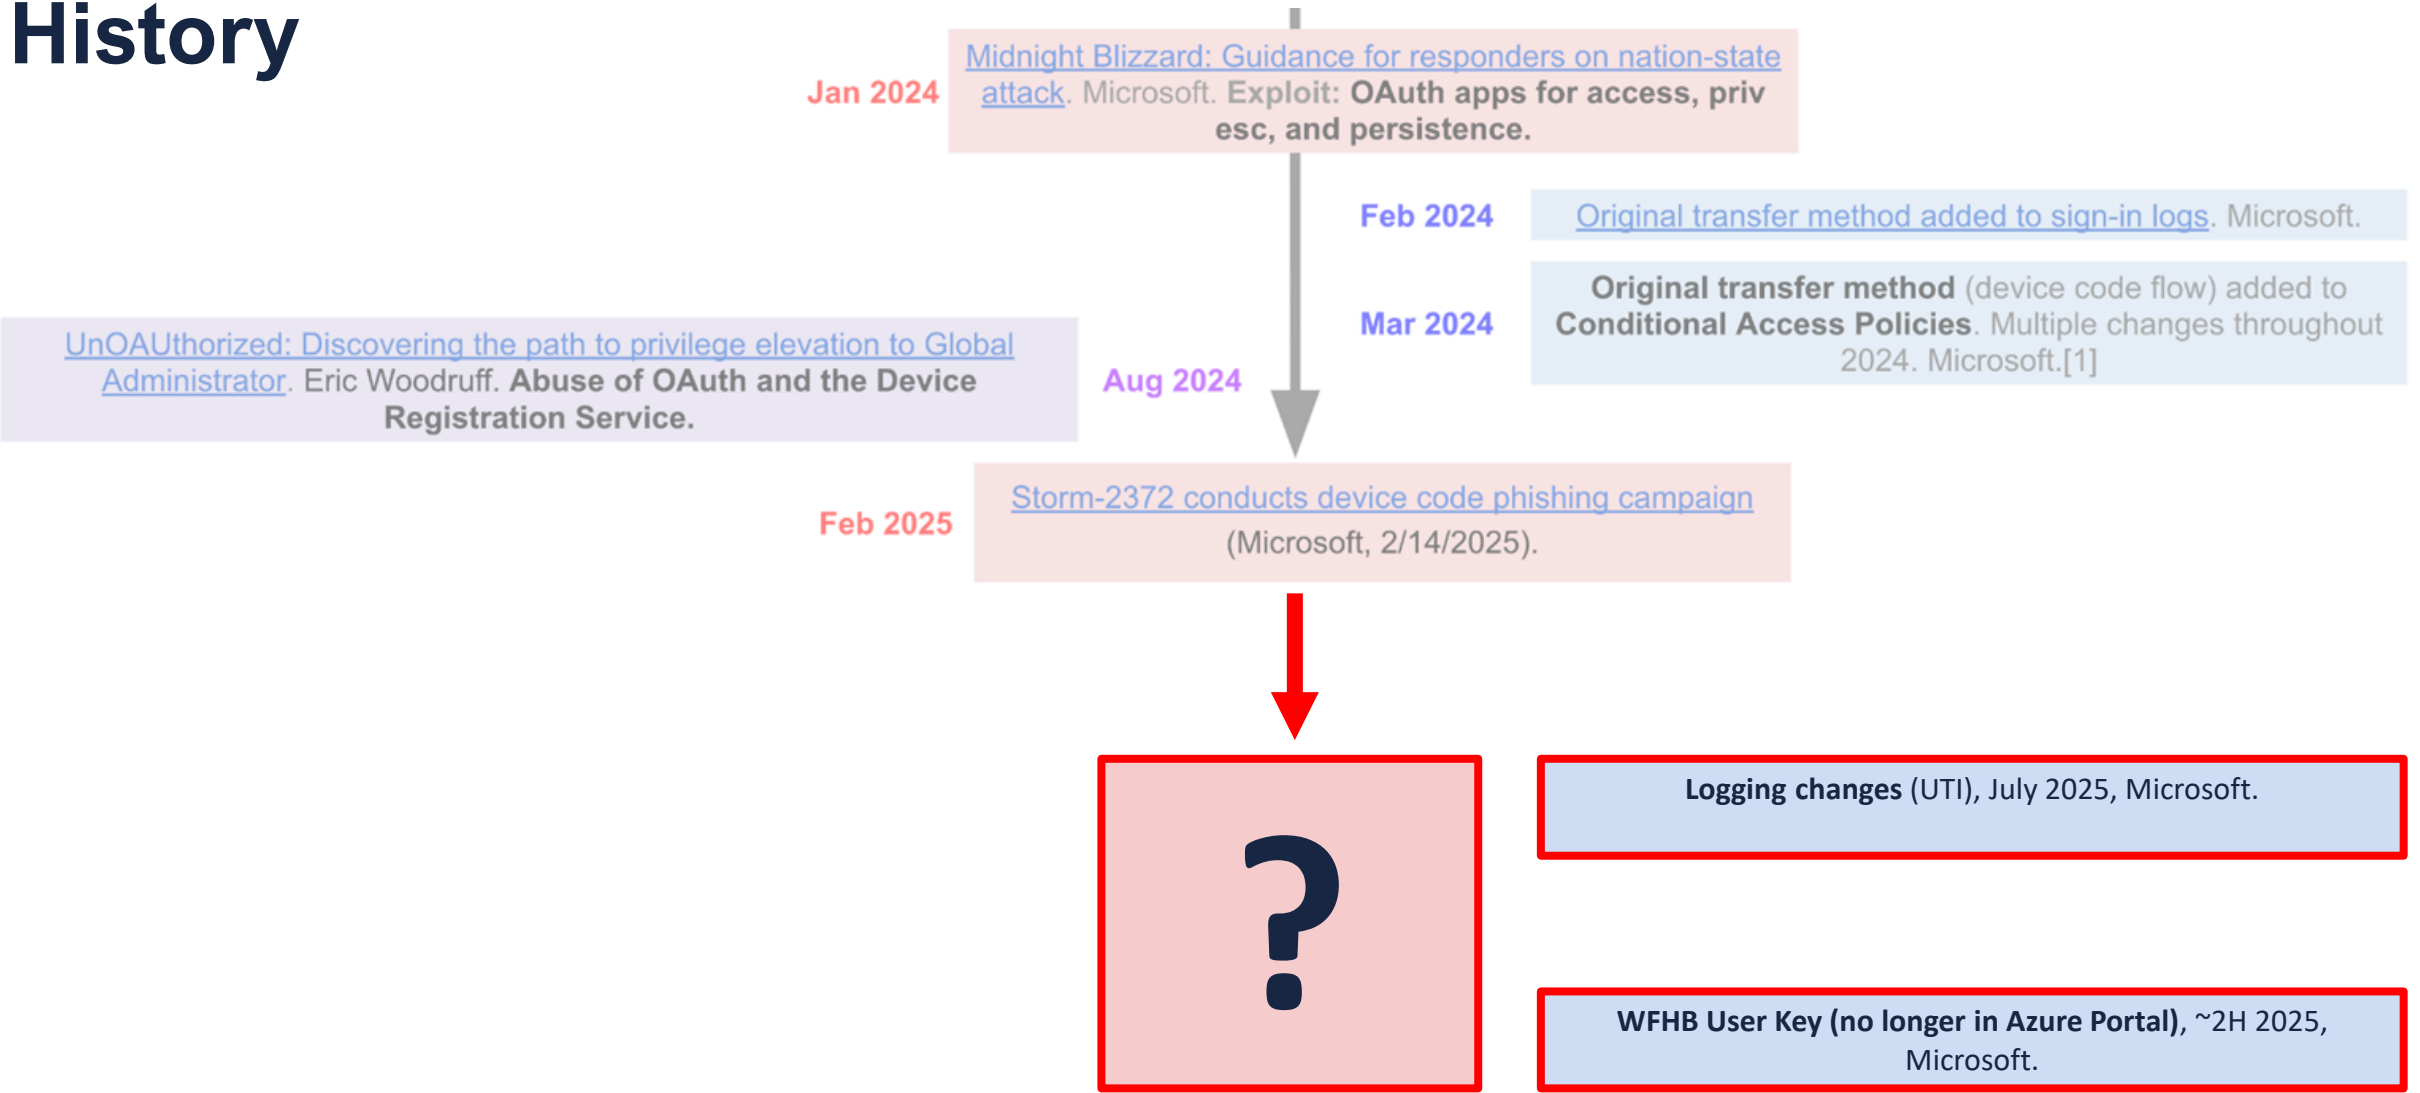 History
Jan 2024
Midnight Blizzard: Guidance for responders on nation-state
attack. Microsoft. Exploit: OAuth apps for access, priv
esc, and persistence.
Feb 2024
Original transfer method added to sign-in logs. Microsoft.
Mar 2024
Original transfer method (device code flow) added to
Conditional Access Policies. Multiple changes throughout
2024. Microsoft.[1]
UnOAUthorized: Discovering the path to privilege elevation to Global
Administrator. Eric Woodruff. Abuse of OAuth and the Device
Registration Service.
Aug 2024
Feb 2025
Storm-2372 conducts device code phishing campaign
(Microsoft, 2/14/2025).
?
Logging changes (UTI), July 2025, Microsoft.
WFHB User Key (no longer in Azure Portal), ~2H 2025,
Microsoft.